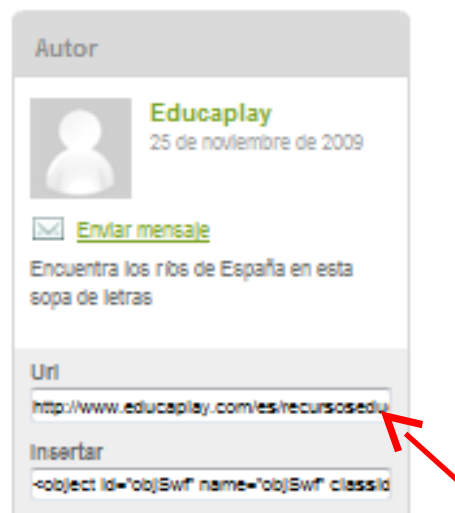 Autor
Educaplay
25 de noviembre de 2009
Enviar mensaje
Encuentra los ríos de España en esta
sopa de letras
Url
http://www.educaplay.com/es/recursosedu
Insertar
<object id="objSwf" name="objSwf" classid